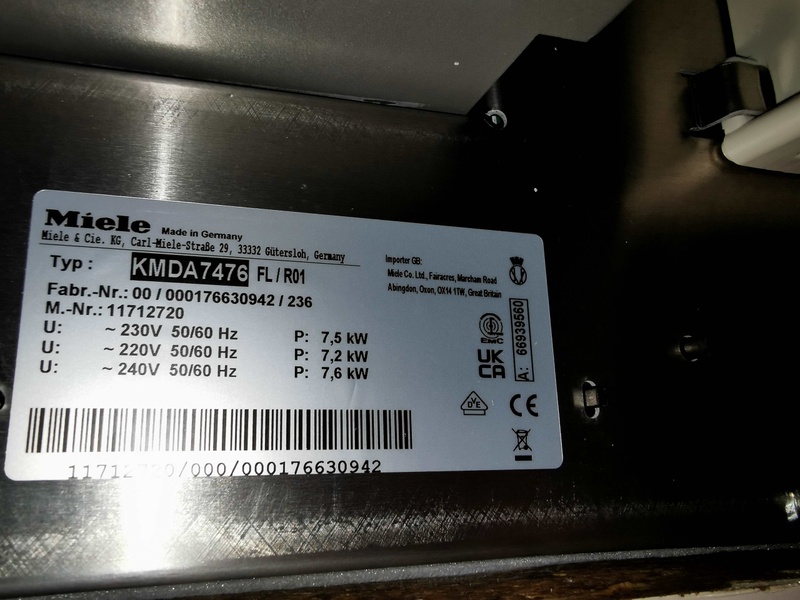 Miele Made in Germany
Miele & Cie. KG, Carl-Miele-Straße 29, 33332 Gütersloh, Germany
Typ : KMDA7476 FL / R01
Fabr.-Nr.: 00 / 000176630942 / 236
M.-Nr.: 11712720
U: ~ 230V 50/60 Hz P: 7,5 kW
U: ~ 220V 50/60 Hz P: 7,2 kW
U: ~ 240V 50/60 Hz P: 7,6 kW
11712720/000/000176630942
Importer GB:
Miele Co. Ltd., Fairacres, Marcham Road
Abingdon, Oxon, OX14 1TW, Great Britain
EMC
UK
CA
A: 66939560
VDE
CE